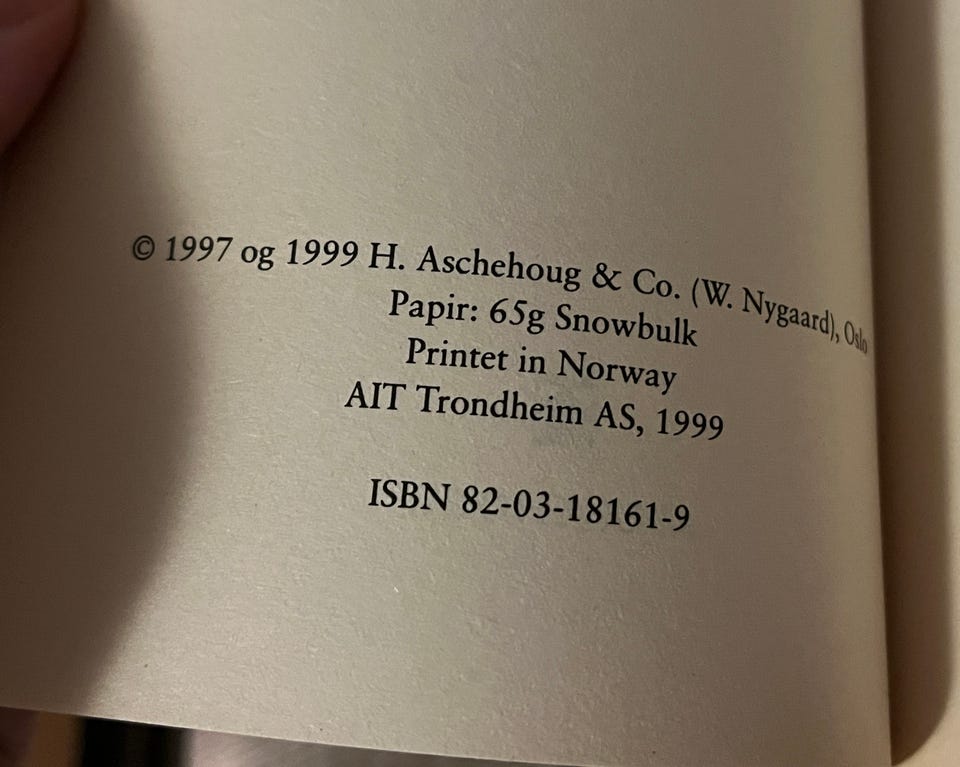 © 1997 og 1999 H. Aschehoug & Co. (W. Nygaard), Oslo
Papir: 65g Snowbulk
Printet in Norway
AIT Trondheim AS, 1999
ISBN 82-03-18161-9